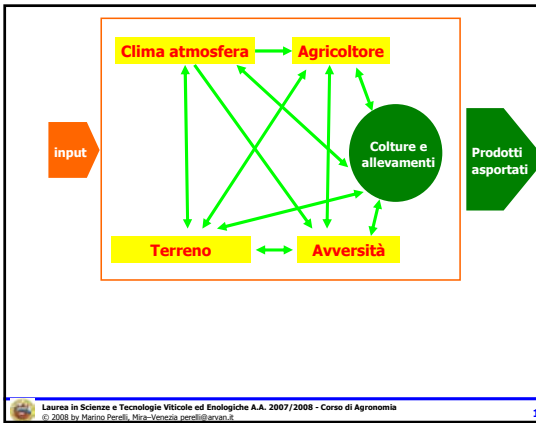 Clima atmosfera
Agricoltore
input
Colture e
allevamenti
Prodotti
asportati
Terreno
Avversità
Laurea in Scienze e Tecnologie Viticole ed Enologiche A.A. 2007/2008 - Corso di Agronomia
© 2008 by Marino Perelli, Mira–Venezia perelli@arvan.it
1